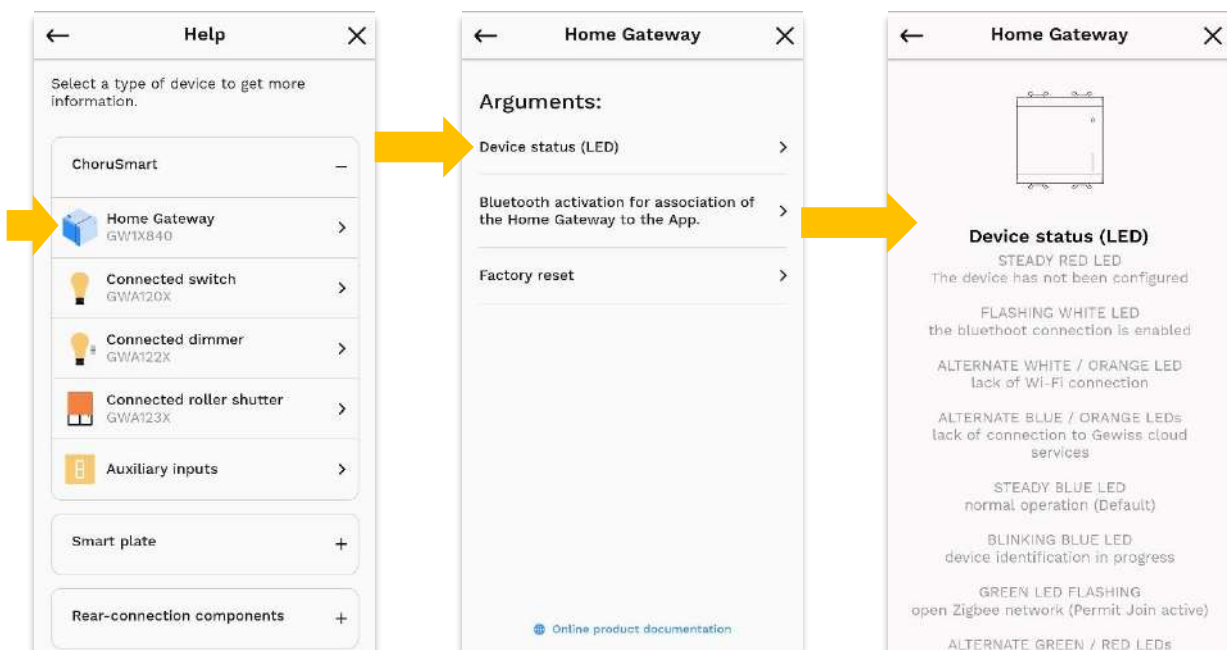 Help
Select a type of device to get more
information.
ChoruSmart
Home Gateway
GW1X840
Connected switch
GWA120X
Connected dimmer
GWA122X
Connected roller shutter
GWA123X
Auxiliary inputs
Smart plate
Rear-connection components
Home Gateway
Arguments:
Device status (LED)
Bluetooth activation for association of
the Home Gateway to the App.
Factory reset
Online product documentation
Home Gateway
Device status (LED)
STEADY RED LED
The device has not been configured
FLASHING WHITE LED
the bluethoot connection is enabled
ALTERNATE WHITE / ORANGE LED
lack of Wi-Fi connection
ALTERNATE BLUE / ORANGE LEDs
lack of connection to Gewiss cloud
services
STEADY BLUE LED
normal operation (Default)
BLINKING BLUE LED
device identification in progress
GREEN LED FLASHING
open Zigbee network (Permit Join active)
ALTERNATE GREEN / RED LEDs